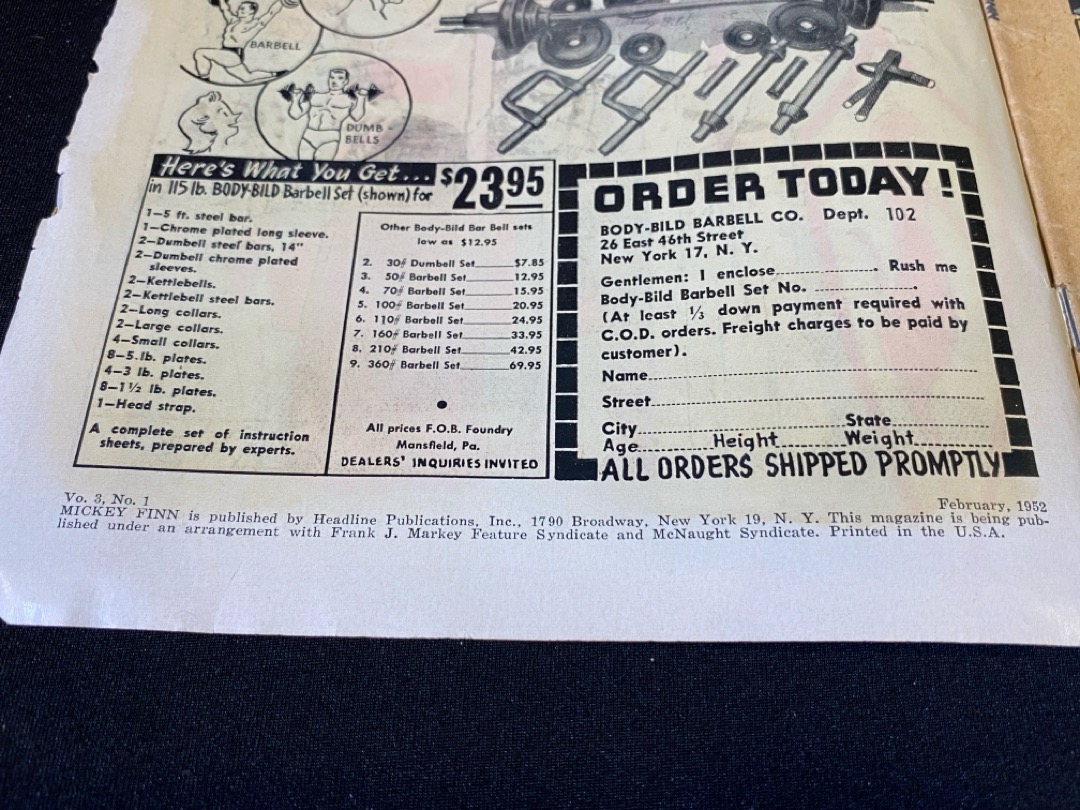 BARBELL
DUMB-
BELLS
Here's What You Get... $23.95
in 115 lb. BODY-BILD Barbell Set (shown) for
1—5 ft. steel bar.
1—Chrome plated long sleeve.
2—Dumbell steel bars, 14"
2—Dumbell chrome plated
sleeves.
2—Kettlebells.
2—Kettlebell steel bars.
2—Long collars.
2—Large collars.
4—Small collars.
8—5.lb. plates.
4—3 lb. plates.
8—1½ lb. plates.
1—Head strap.
A complete set of instruction
sheets, prepared by experts.
Other Body-Bild Bar Bell sets
low as $12.95
2. 30# Dumbell Set $7.85
3. 50# Barbell Set 12.95
4. 70# Barbell Set 15.95
5. 100# Barbell Set 20.95
6. 110# Barbell Set 24.95
7. 160# Barbell Set 33.95
8. 210# Barbell Set 42.95
9. 360# Barbell Set 69.95
All prices F.O.B. Foundry
Mansfield, Pa.
DEALERS' INQUIRIES INVITED
ORDER TODAY!
BODY-BILD BARBELL CO. Dept. 102
26 East 46th Street
New York 17, N. Y.
Gentlemen: I enclose............. Rush me
Body-Bild Barbell Set No. .............
(At least ⅓ down payment required with
C.O.D. orders. Freight charges to be paid by
customer).
Name
Street
City State
Age Height Weight
ALL ORDERS SHIPPED PROMPTLY
Vo. 3, No. 1 February, 1952
MICKEY FINN is published by Headline Publications, Inc., 1790 Broadway, New York 19, N. Y. This magazine is being pub-
lished under an arrangement with Frank J. Markey Feature Syndicate and McNaught Syndicate. Printed in the U.S.A.